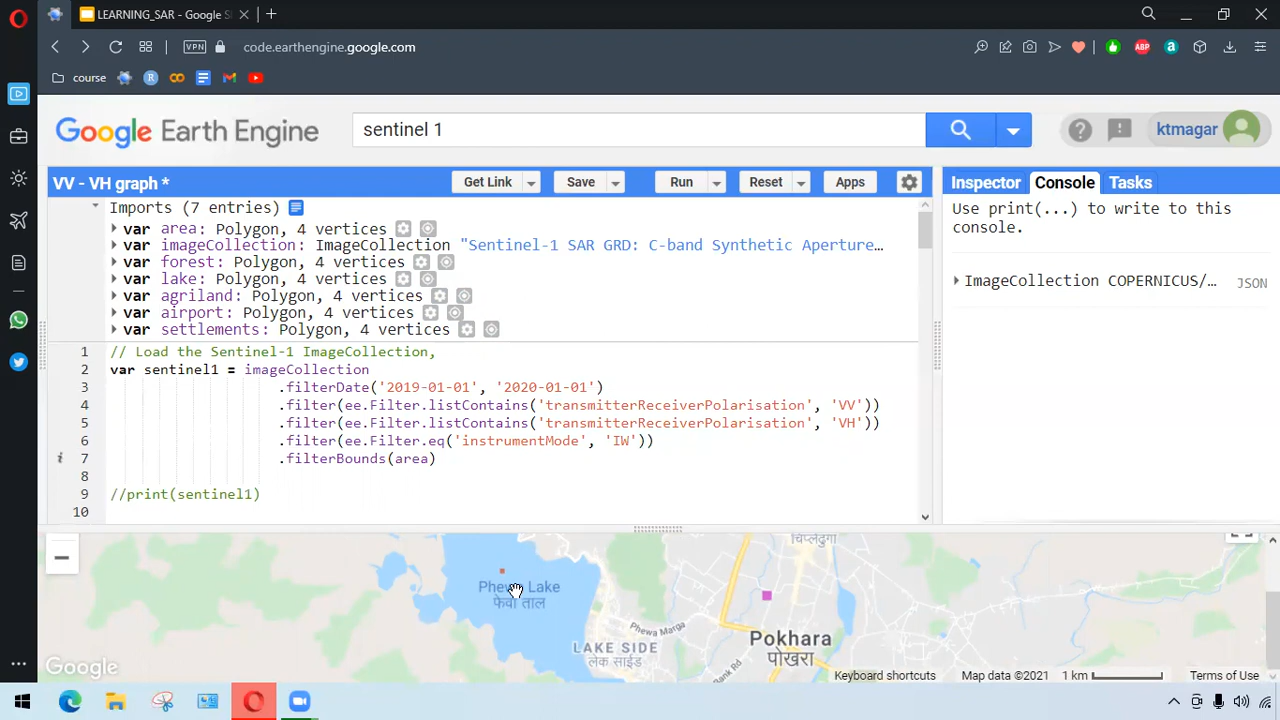 LEARNING_SAR - Google S
VPN
code.earthengine.google.com
ABP
a
course
R
Google Earth Engine
sentinel 1
ktmagar
VV - VH graph *
Get Link
Save
Run
Reset
Apps
Inspector
Console
Tasks
Imports (7 entries)
var area: Polygon, 4 vertices
var imageCollection: ImageCollection "Sentinel-1 SAR GRD: C-band Synthetic Aperture…
var forest: Polygon, 4 vertices
var lake: Polygon, 4 vertices
var agriland: Polygon, 4 vertices
var airport: Polygon, 4 vertices
var settlements: Polygon, 4 vertices
Use print(...) to write to this
console.
ImageCollection COPERNICUS/…
JSON
1 // Load the Sentinel-1 ImageCollection,
2 var sentinel1 = imageCollection
3 .filterDate('2019-01-01', '2020-01-01')
4 .filter(ee.Filter.listContains('transmitterReceiverPolarisation', 'VV'))
5 .filter(ee.Filter.listContains('transmitterReceiverPolarisation', 'VH'))
6 .filter(ee.Filter.eq('instrumentMode', 'IW'))
i 7 .filterBounds(area)
8
9 //print(sentinel1)
10
Phewa Lake
फेवा ताल
Phewa Marga
LAKE SIDE
लेक साईड
Pokhara
पोखरा
Google
Keyboard shortcuts
Map data ©2021
1 km
Terms of Use